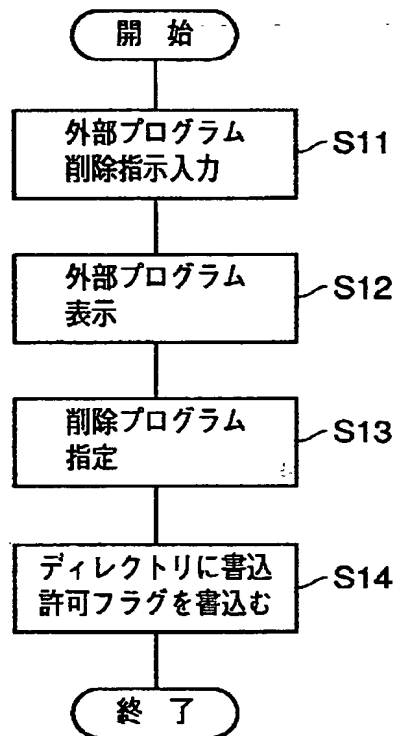 開 始
外部プログラム
削除指示入力
S11
外部プログラム
表示
S12
削除プログラム
指定
S13
ディレクトリに書込
許可フラグを書込む
S14
終 了